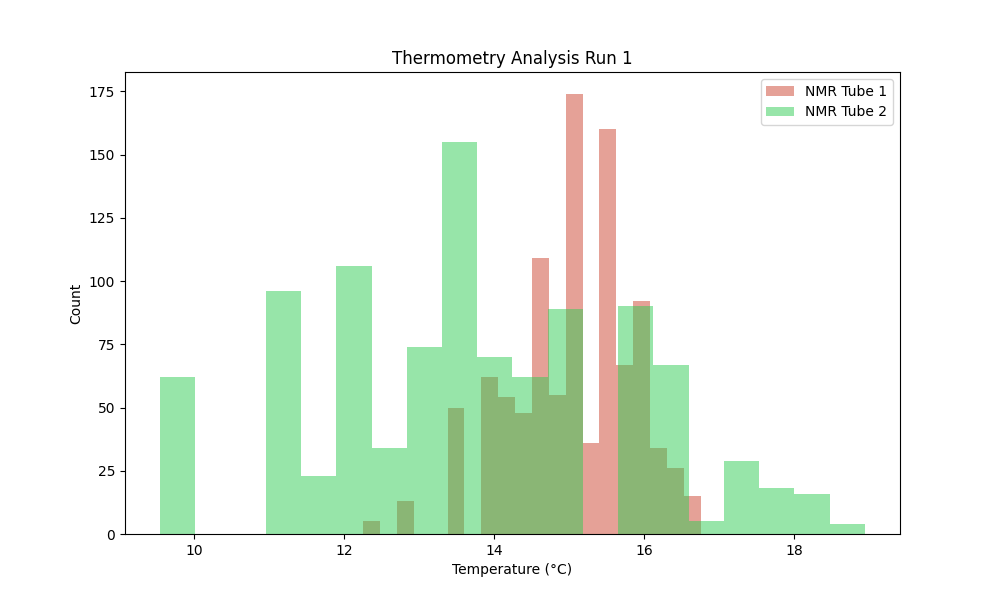 Thermometry Analysis Run 1
NMR Tube 1
NMR Tube 2
175
150
125
100
75
50
25
0
Count
10 12 14 16 18
Temperature (°C)